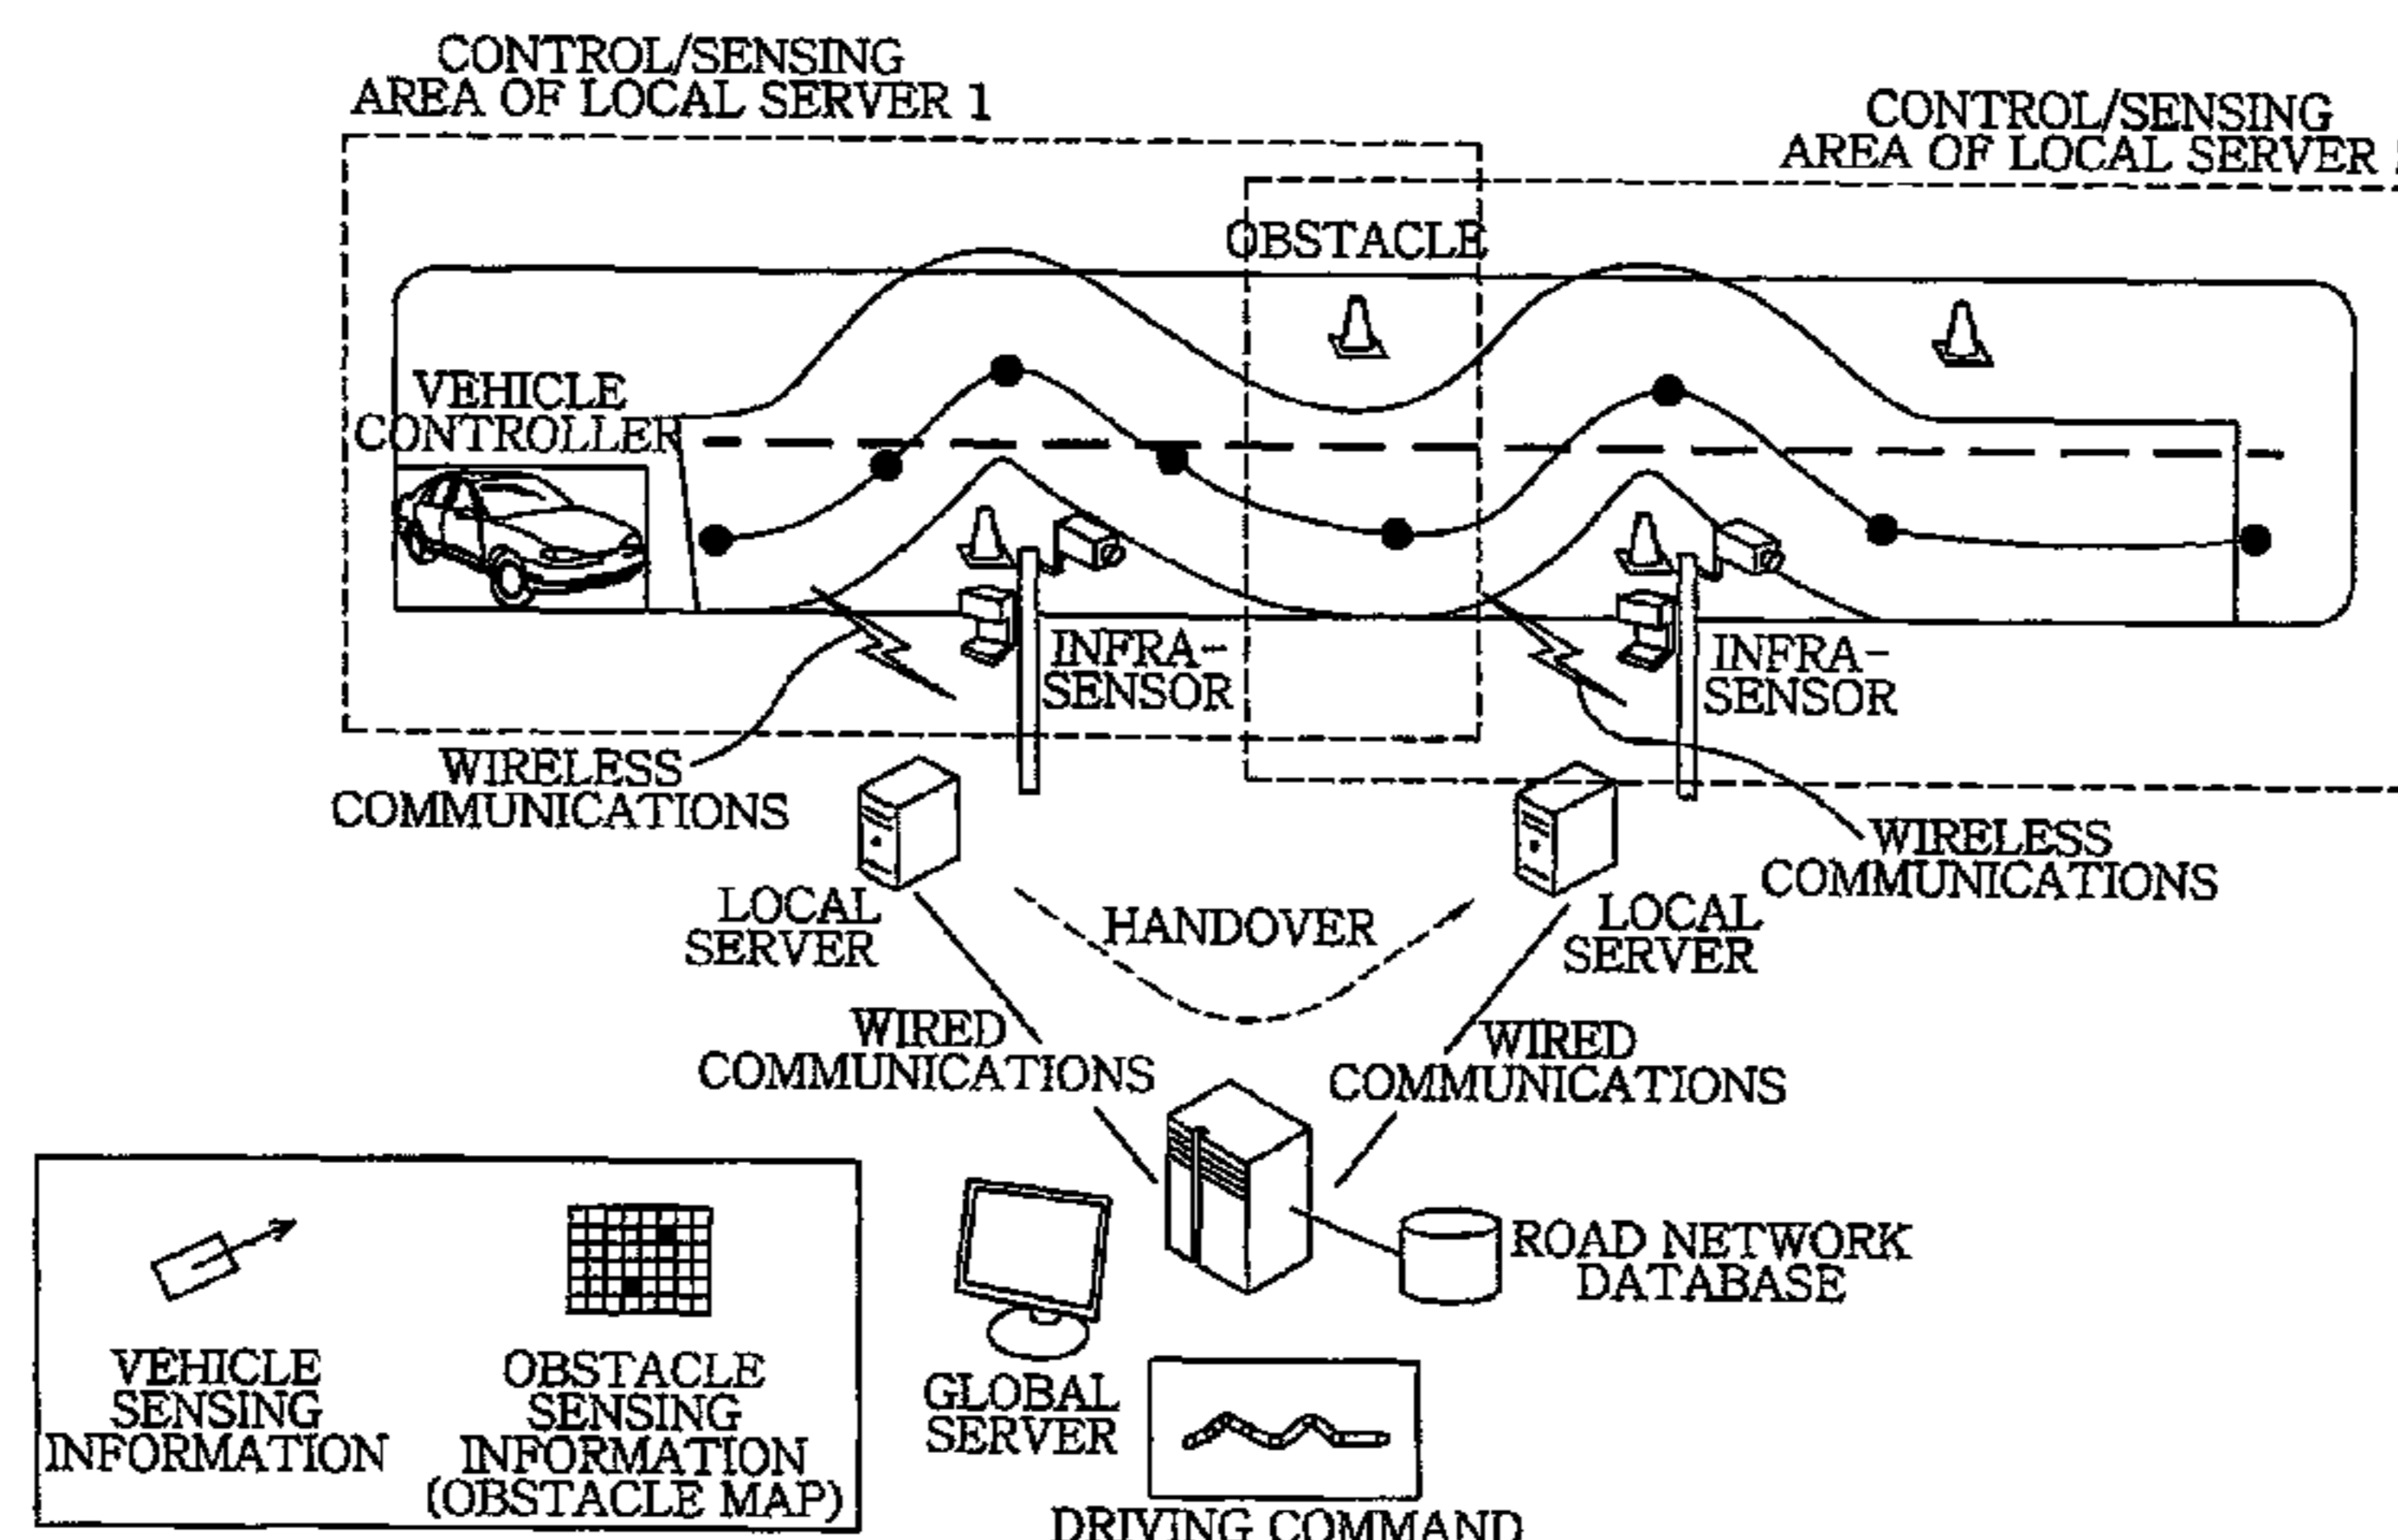 CONTROL/SENSING
AREA OF LOCAL SERVER 1
CONTROL/SENSING
AREA OF LOCAL SERVER
OBSTACLE
VEHICLE
CONTROLLER
INFRA-
SENSOR
INFRA-
SENSOR
WIRELESS
COMMUNICATIONS
WIRELESS
COMMUNICATIONS
LOCAL
SERVER
HANDOVER
LOCAL
SERVER
WIRED
COMMUNICATIONS
WIRED
COMMUNICATIONS
ROAD NETWORK
DATABASE
VEHICLE
SENSING
INFORMATION
OBSTACLE
SENSING
INFORMATION
(OBSTACLE MAP)
GLOBAL
SERVER
DRIVING COMMAND